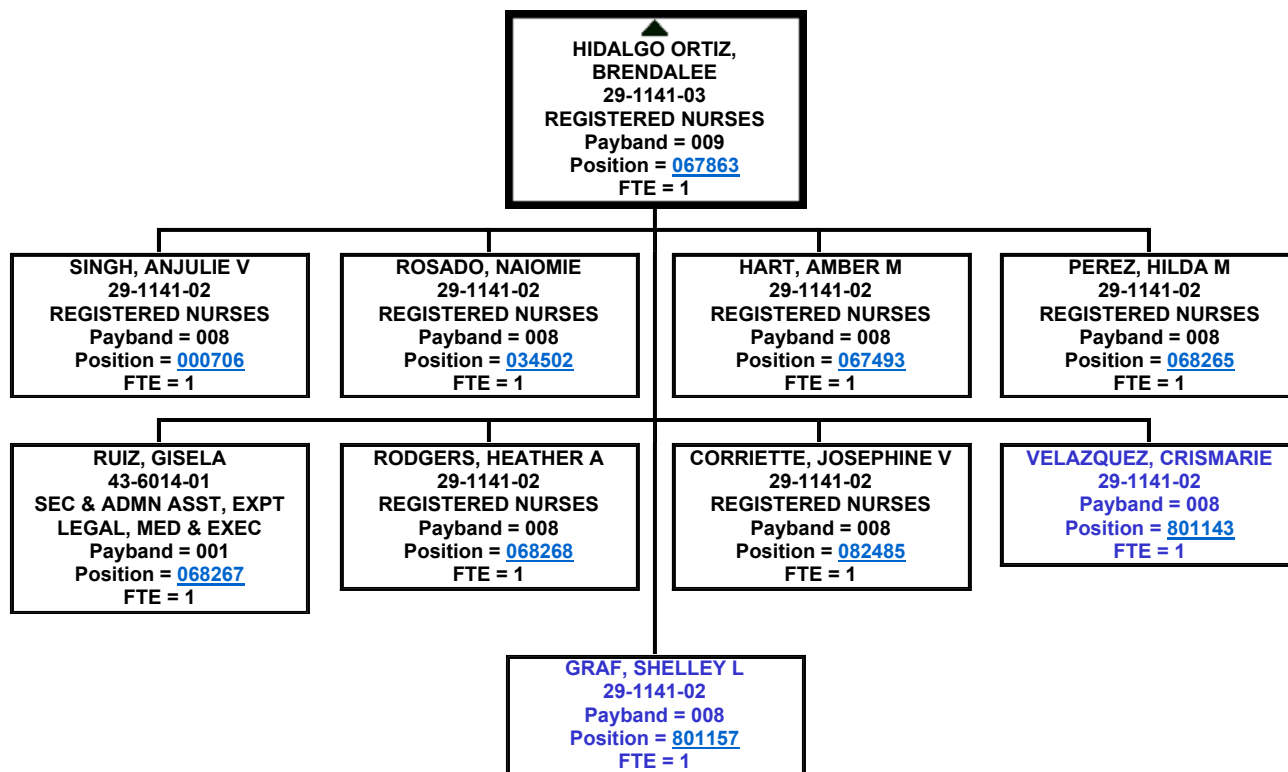 HIDALGO ORTIZ,
BRENDALEE
29-1141-03
REGISTERED NURSES
Payband = 009
Position = 067863
FTE = 1
SINGH, ANJULIE V
29-1141-02
REGISTERED NURSES
Payband = 008
Position = 000706
FTE = 1
ROSADO, NAIOMIE
29-1141-02
REGISTERED NURSES
Payband = 008
Position = 034502
FTE = 1
HART, AMBER M
29-1141-02
REGISTERED NURSES
Payband = 008
Position = 067493
FTE = 1
PEREZ, HILDA M
29-1141-02
REGISTERED NURSES
Payband = 008
Position = 068265
FTE = 1
RUIZ, GISELA
43-6014-01
SEC & ADMN ASST, EXPT
LEGAL, MED & EXEC
Payband = 001
Position = 068267
FTE = 1
RODGERS, HEATHER A
29-1141-02
REGISTERED NURSES
Payband = 008
Position = 068268
FTE = 1
CORRIETTE, JOSEPHINE V
29-1141-02
REGISTERED NURSES
Payband = 008
Position = 082485
FTE = 1
VELAZQUEZ, CRISMARIE
29-1141-02
Payband = 008
Position = 801143
FTE = 1
GRAF, SHELLEY L
29-1141-02
Payband = 008
Position = 801157
FTE = 1